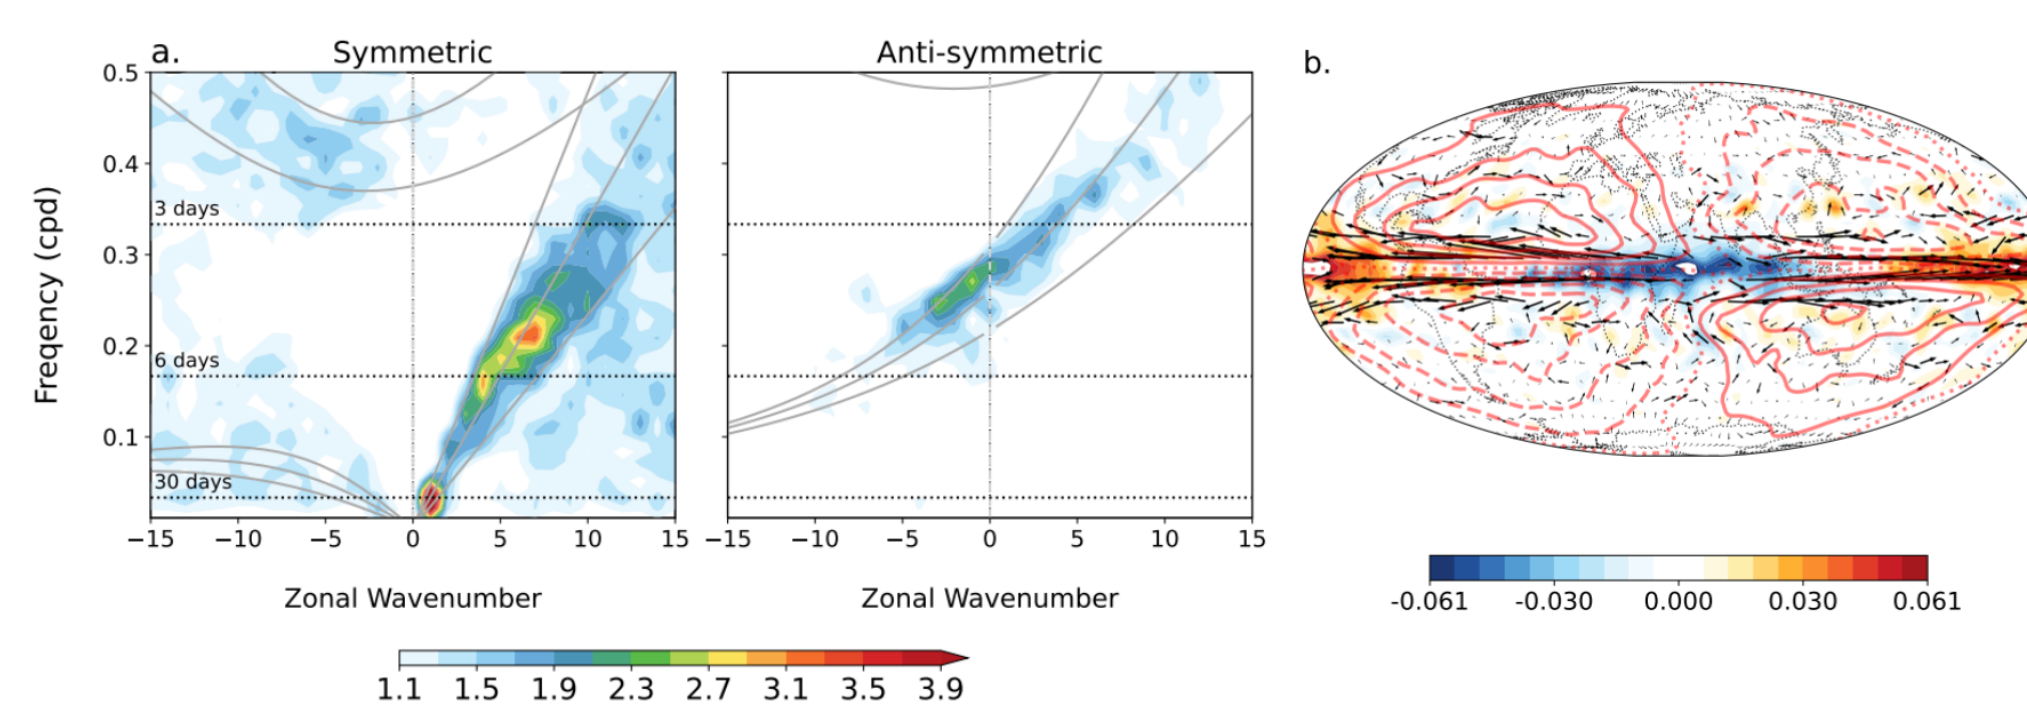 a.
Symmetric
Anti-symmetric
b.
Freqency (cpd)
0.5
0.4
0.3
0.2
0.1
3 days
6 days
30 days
−15 −10 −5 0 5 10 15
−15 −10 −5 0 5 10 15
Zonal Wavenumber
Zonal Wavenumber
1.1 1.5 1.9 2.3 2.7 3.1 3.5 3.9
-0.061 -0.030 0.000 0.030 0.061